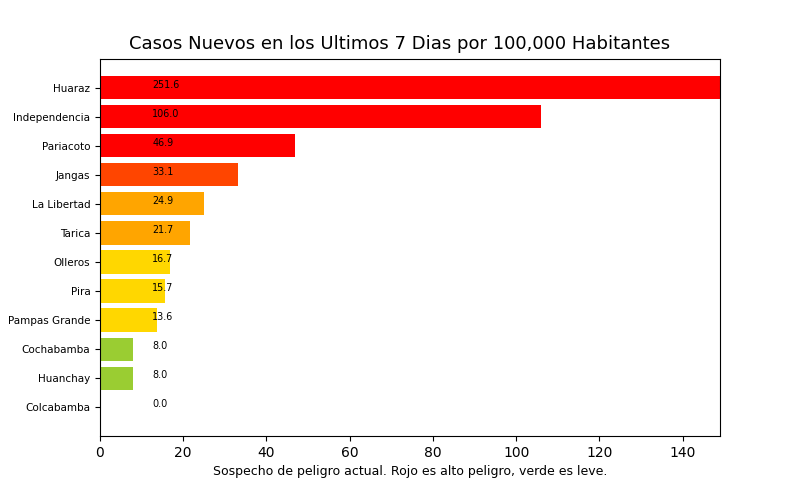 Casos Nuevos en los Ultimos 7 Dias por 100,000 Habitantes
Huaraz 251.6
Independencia 106.0
Pariacoto 46.9
Jangas 33.1
La Libertad 24.9
Tarica 21.7
Olleros 16.7
Pira 15.7
Pampas Grande 13.6
Cochabamba 8.0
Huanchay 8.0
Colcabamba 0.0
0 20 40 60 80 100 120 140
Sospecho de peligro actual. Rojo es alto peligro, verde es leve.